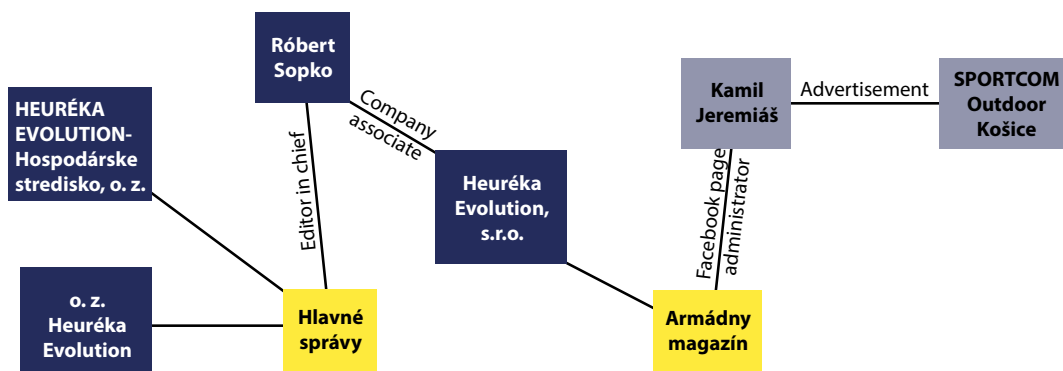 Róbert
Sopko
Kamil
Jeremiáš
Advertisement
SPORTCOM
Outdoor
Košice
HEURÉKA
EVOLUTION-
Hospodárske
stredisko, o. z.
Company
associate
Editor in chief
Heuréka
Evolution,
s.r.o.
Facebook page
administrator
o. z.
Heuréka
Evolution
Hlavné
správy
Armádny
magazín